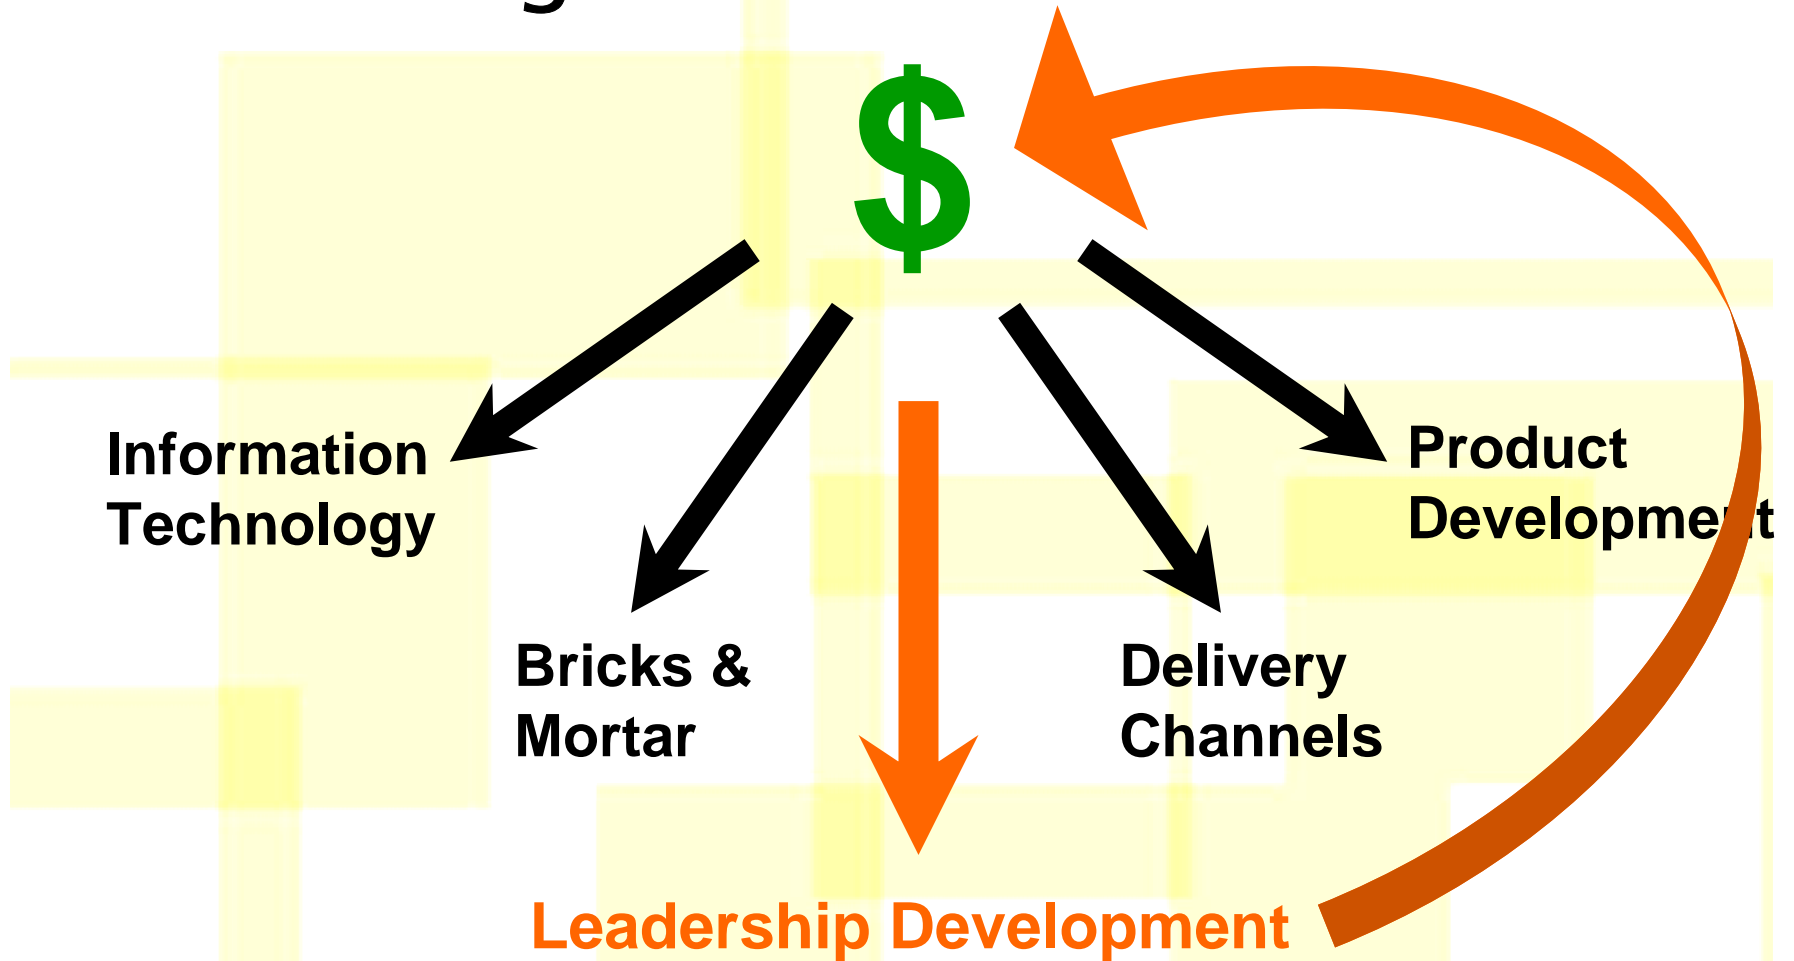 $
Information
Technology
Product
Development
Bricks &
Mortar
Delivery
Channels
Leadership Development